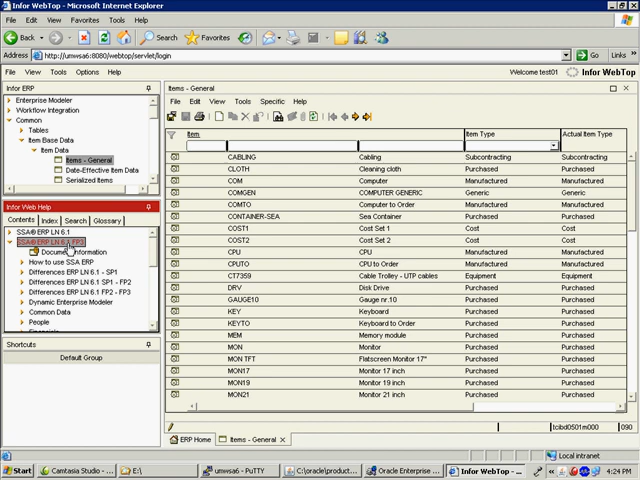 Infor WebTop - Microsoft Internet Explorer
File Edit View Favorites Tools Help
Back Search Favorites
Address http://umwsa6:8080/webtop/servlet/login Go Links
File View Tools Options Help Welcome test01 Infor WebTop
Infor ERP
Enterprise Modeler
Workflow Integration
Common
Tables
Item Base Data
Item Data
Items - General
Date-Effective Item Data
Serialized Items
Infor Web Help
Contents Index Search Glossary
SSA® ERP LN 6.1
SSA® ERP LN 6.1 FP3
Document Information
How to use SSA ERP
Differences ERP LN 6.1 - SP1
Differences ERP LN 6.1 SP1 - FP2
Differences ERP LN 6.1 FP2 - FP3
Dynamic Enterprise Modeler
Common Data
People
Shortcuts
Default Group
Items - General
File Edit View Tools Specific Help
Item Item Type Actual Item Type
CABLING Cabling Subcontracting Subcontracting
CLOTH Cleaning cloth Purchased Purchased
COM Computer Manufactured Manufactured
COMGEN COMPUTER GENERIC Generic Generic
COMTO Computer to Order Manufactured Manufactured
CONTAINER-SEA Sea Container Purchased Purchased
COST1 Cost Set 1 Cost Cost
COST2 Cost Set 2 Cost Cost
CPU CPU Manufactured Manufactured
CPUTO CPU to Order Manufactured Manufactured
CT7359 Cable Trolley - UTP cables Equipment Equipment
DRV Disk Drive Purchased Purchased
GAUGE10 Gauge nr.10 Purchased Purchased
KEY Keyboard Purchased Purchased
KEYTO Keyboard to Order Purchased Purchased
MEM Memory module Purchased Purchased
MON Monitor Purchased Purchased
MON TFT Flatscreen Monitor 17" Purchased Purchased
MON17 Monitor 17 inch Purchased Purchased
MON19 Monitor 19 inch Purchased Purchased
MON21 Monitor 21 inch Purchased Purchased
tcibd0501m000 090
ERP Home Items - General
Local intranet
Start Camtasia Studio - ... E:\ umwsa6 - PuTTY C:\oracle\product... Oracle Enterprise ... Infor WebTop - ... 4:24 PM